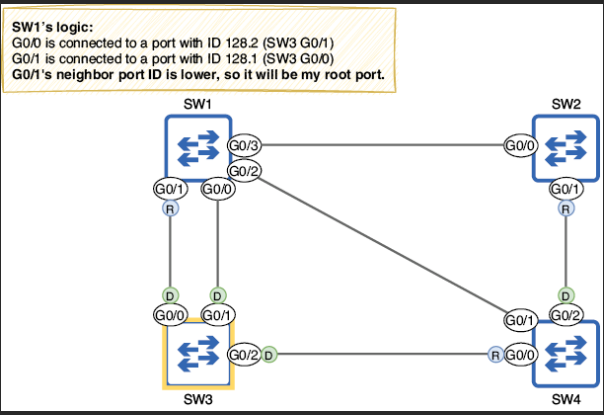 SW1's logic:
G0/0 is connected to a port with ID 128.2 (SW3 G0/1)
G0/1 is connected to a port with ID 128.1 (SW3 G0/0)
G0/1's neighbor port ID is lower, so it will be my root port.
SW1
SW2
G0/3
G0/0
G0/2
G0/1
G0/0
G0/1
R
R
D
D
D
G0/0
G0/1
G0/2
G0/1
G0/2
D
R
G0/0
SW3
SW4